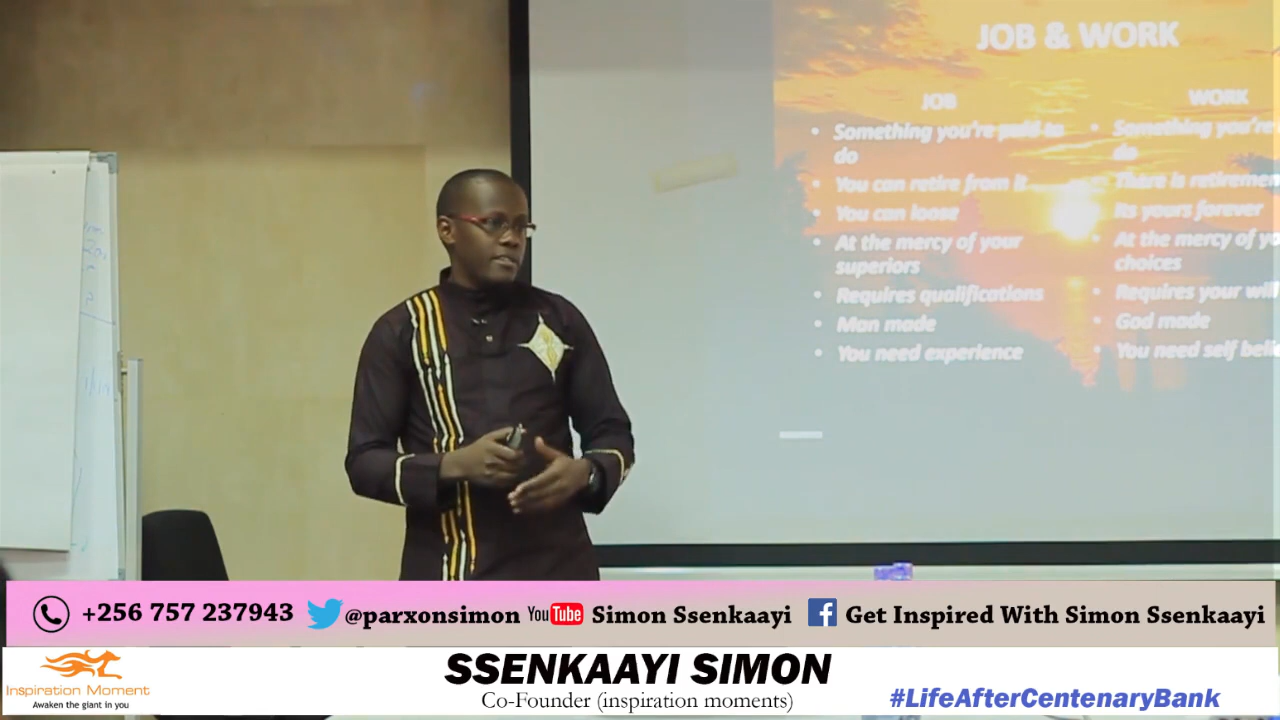 JOB & WORK
JOB
• Something you're paid to
do
• You can retire from it
• You can loose
• At the mercy of your
superiors
• Requires qualifications
• Man made
• You need experience
WORK
• Something you're
do
• There is retiremen
• Its yours forever
• At the mercy of yo
choices
• Requires your will
• God made
• You need self beli
+256 757 237943 @parxonsimon YouTube Simon Ssenkaayi f Get Inspired With Simon Ssenkaayi
Inspiration Moment
Awaken the giant in you
SSENKAAYI SIMON
Co-Founder (inspiration moments)
#LifeAfterCentenaryBank